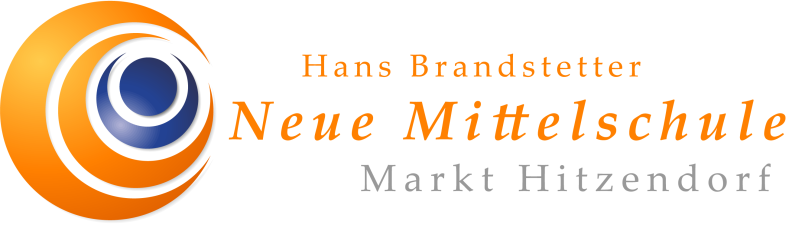 Hans Brandstetter
Neue Mittelschule
Markt Hitzendorf